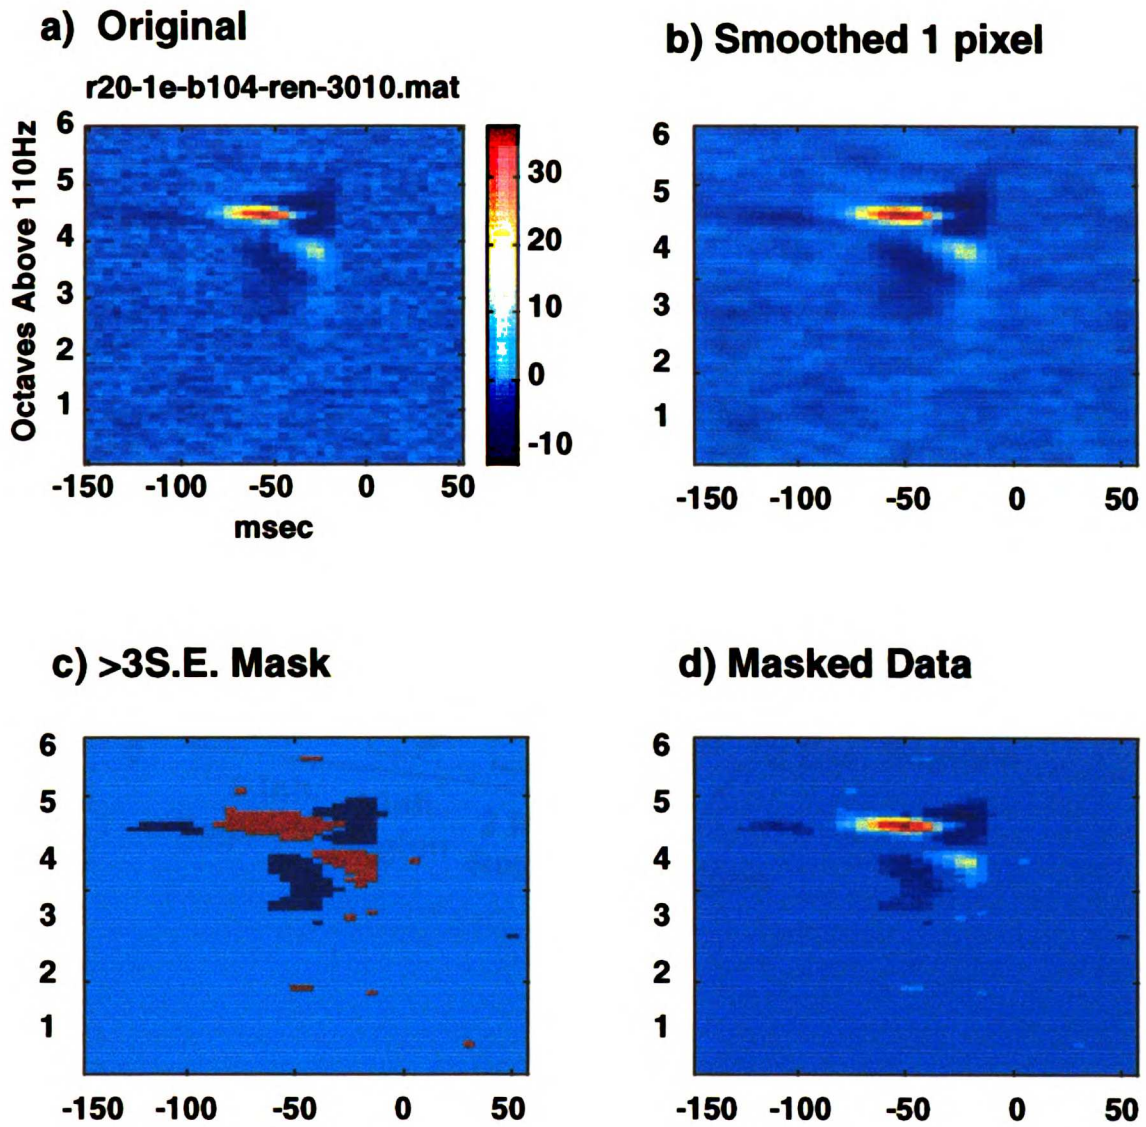 a) Original
r20-1e-b104-ren-3010.mat
Octaves Above 110Hz
6
5
4
3
2
1
-150 -100 -50 0 50
msec
30
20
10
0
-10
b) Smoothed 1 pixel
6
5
4
3
2
1
-150 -100 -50 0 50
c) >3S.E. Mask
6
5
4
3
2
1
-150 -100 -50 0 50
d) Masked Data
6
5
4
3
2
1
-150 -100 -50 0 50